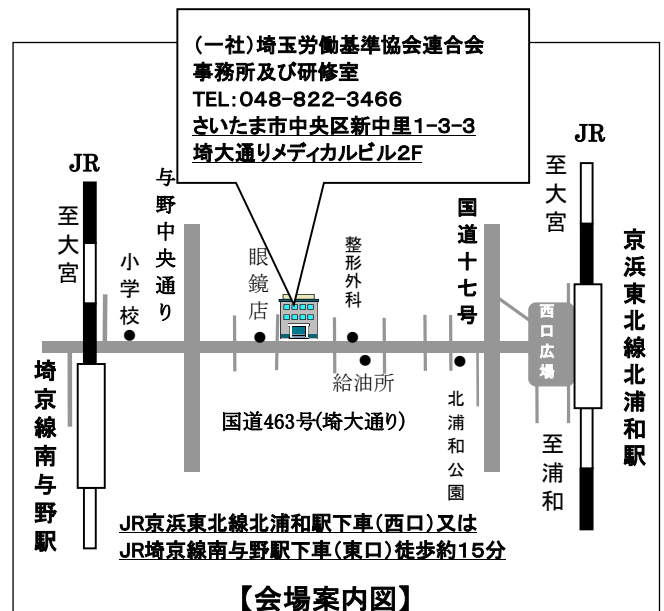 （一社）埼玉労働基準協会連合会
事務所及び研修室
TEL：048-822-3466
さいたま市中央区新中里1-3-3
埼大通りメディカルビル2F
JR
至大宮
小学校
与野中央通り
眼鏡店
整形外科
国道十七号
JR
至大宮
京浜東北線北浦和駅
西口広場
給油所
埼京線南与野駅
国道463号(埼大通り)
北浦和公園
至浦和
JR京浜東北線北浦和駅下車（西口）又は
JR埼京線南与野駅下車（東口）徒歩約15分
【会場案内図】